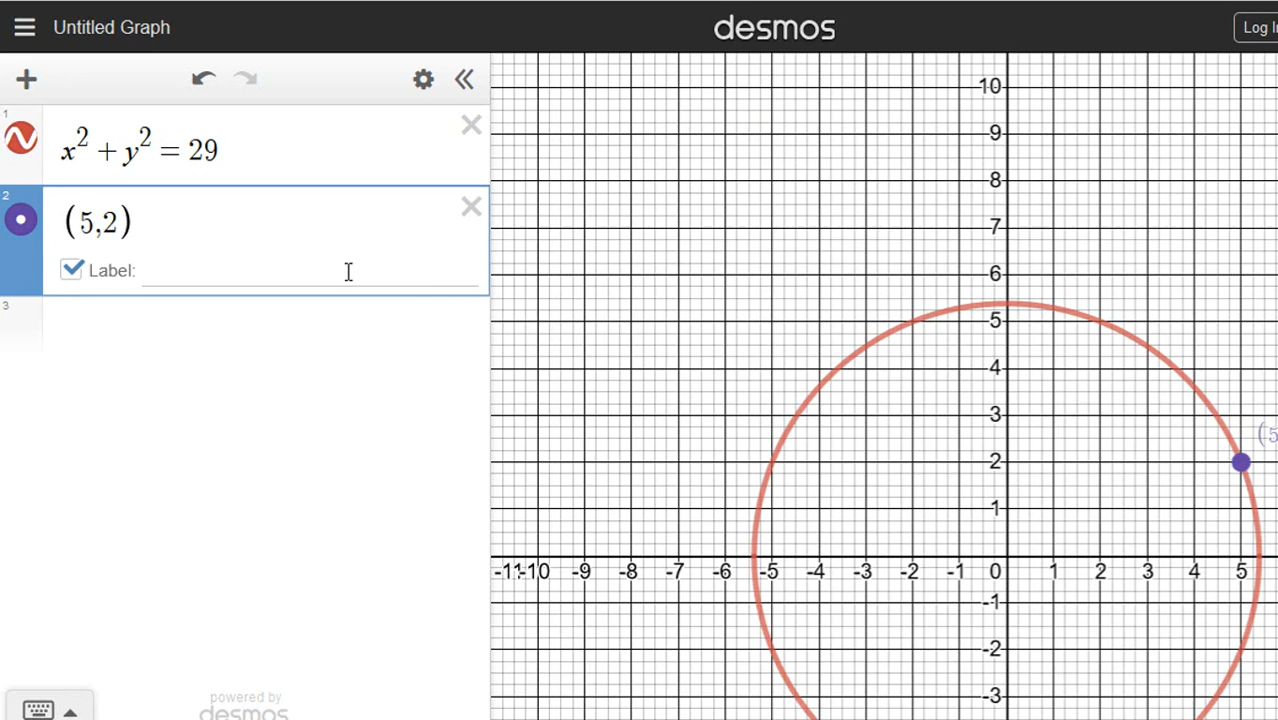 Untitled Graph
desmos
Log In
1
x² + y² = 29
2
(5,2)
Label:
3
powered by
desmos
10
9
8
7
6
5
4
3
2
1
(5
-11 -10 -9 -8 -7 -6 -5 -4 -3 -2 -1 0 1 2 3 4 5
-1
-2
-3